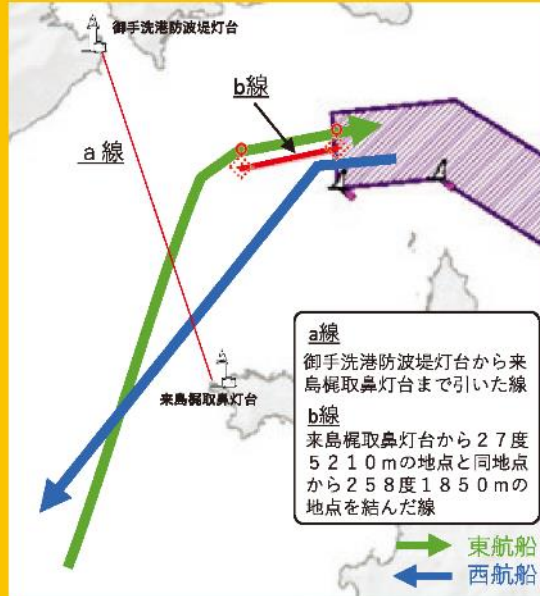 御手洗港防波堤灯台
b線
a線
来島梶取鼻灯台
a線
御手洗港防波堤灯台から来
島梶取鼻灯台まで引いた線
b線
来島梶取鼻灯台から27度
5210mの地点と同地点
から258度1850mの
地点を結んだ線
東航船
西航船